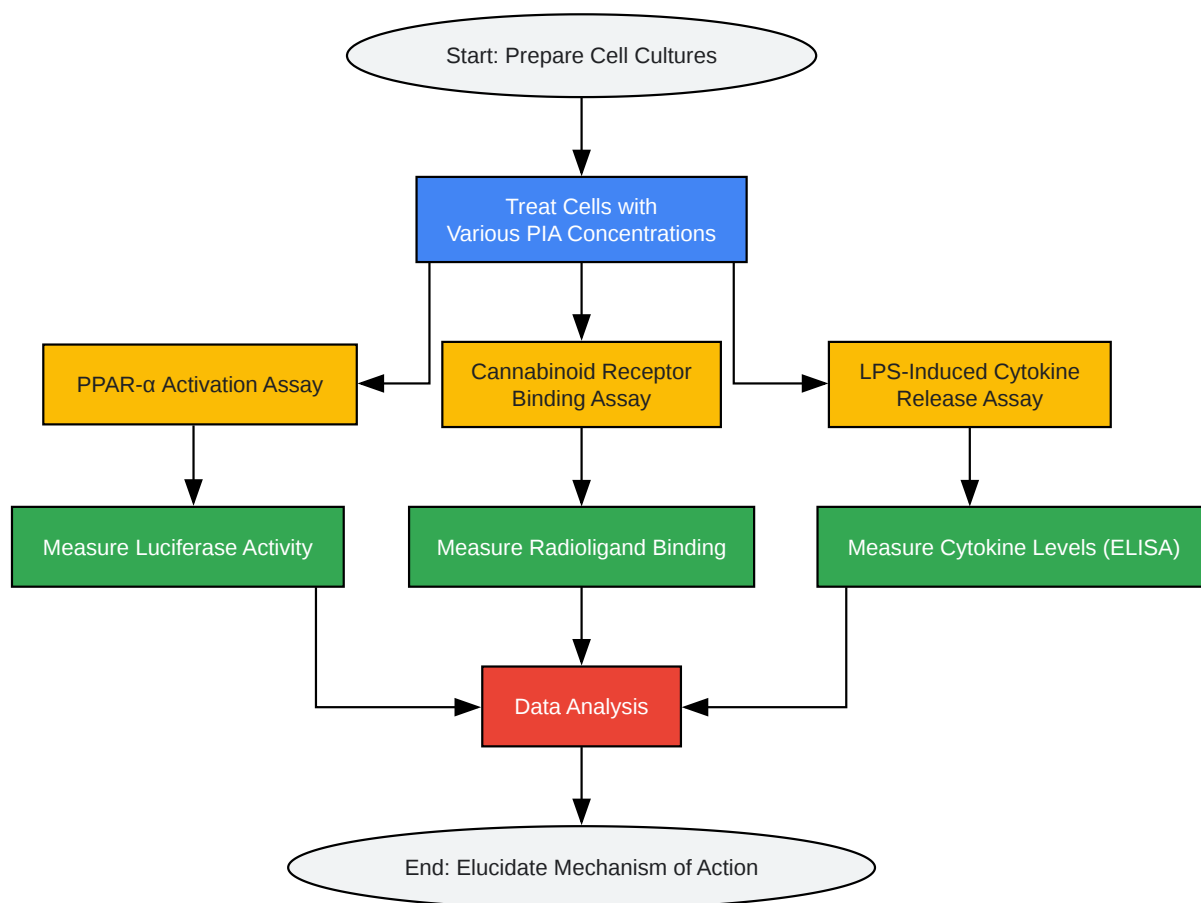 Start: Prepare Cell Cultures
Treat Cells with
Various PIA Concentrations
PPAR-α Activation Assay
Cannabinoid Receptor
Binding Assay
LPS-Induced Cytokine
Release Assay
Measure Luciferase Activity
Measure Radioligand Binding
Measure Cytokine Levels (ELISA)
Data Analysis
End: Elucidate Mechanism of Action